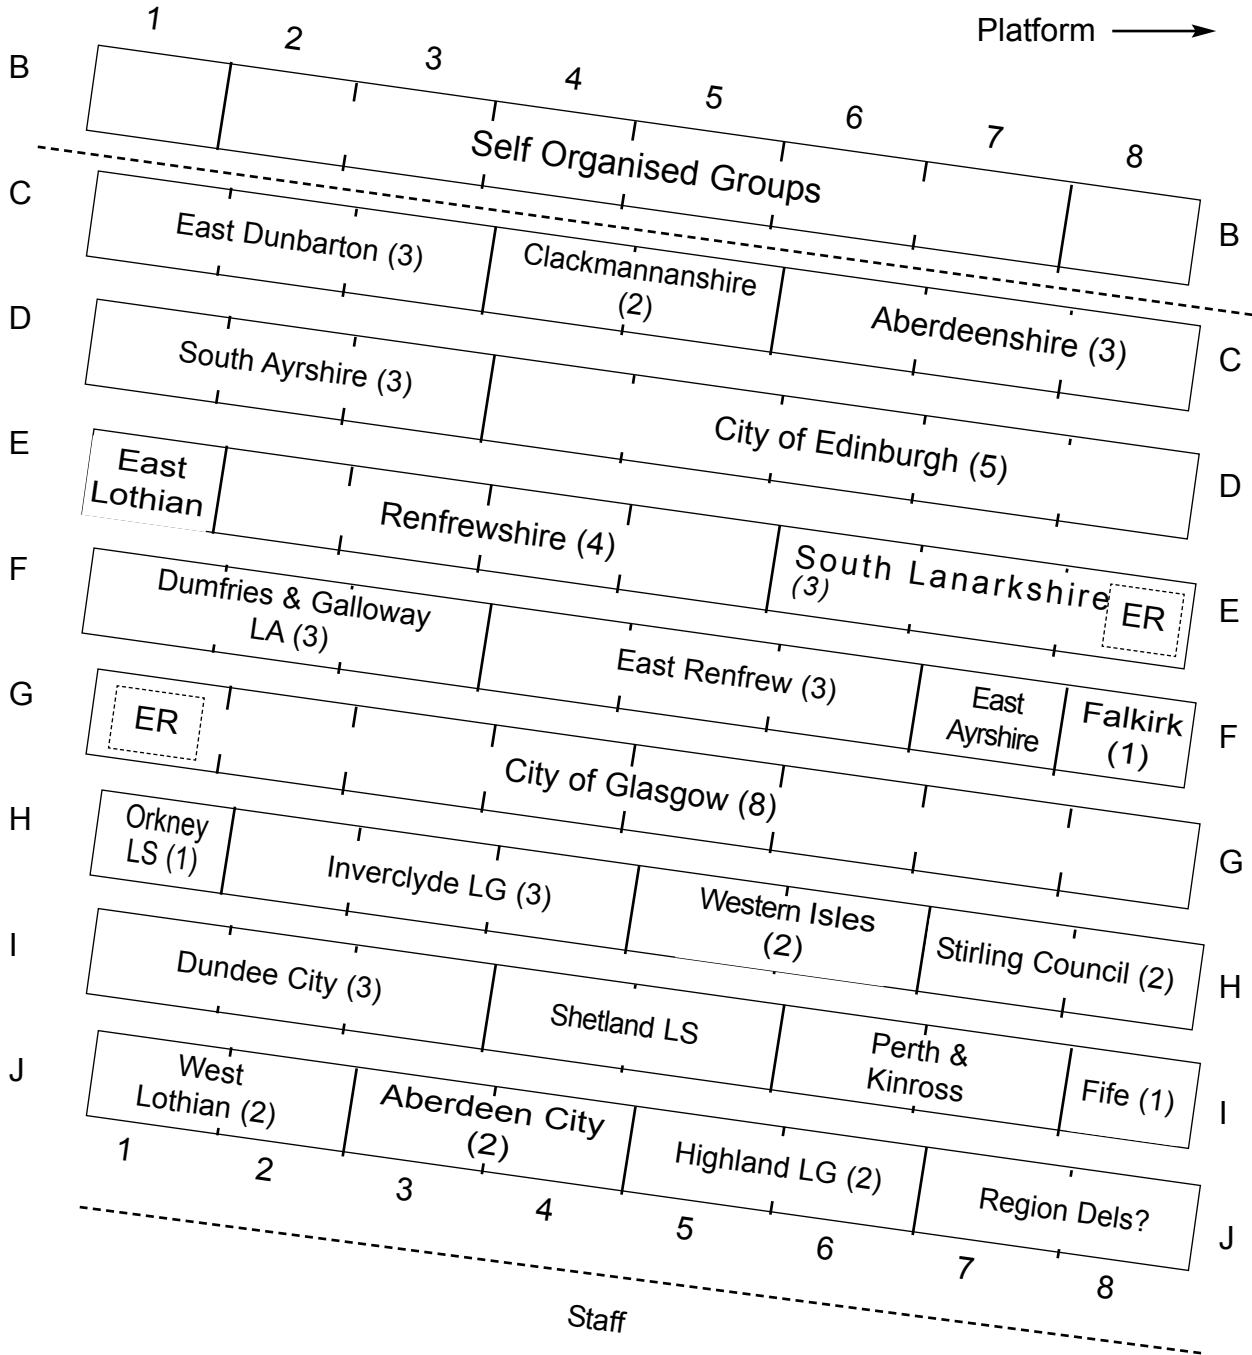 Platform
1 2 3 4 5 6 7 8
B Self Organised Groups B
C East Dunbarton (3) Clackmannanshire
(2) Aberdeenshire (3) C
D South Ayrshire (3) City of Edinburgh (5) D
E East
Lothian Renfrewshire (4) South Lanarkshire
(3) ER E
F Dumfries & Galloway
LA (3) East Renfrew (3) East
Ayrshire Falkirk
(1) F
G ER City of Glasgow (8) G
H Orkney
LS (1) Inverclyde LG (3) Western Isles
(2) Stirling Council (2) H
I Dundee City (3) Shetland LS Perth &
Kinross Fife (1) I
J West
Lothian (2) Aberdeen City
(2) Highland LG (2) Region Dels? J
1 2 3 4 5 6 7 8
Staff